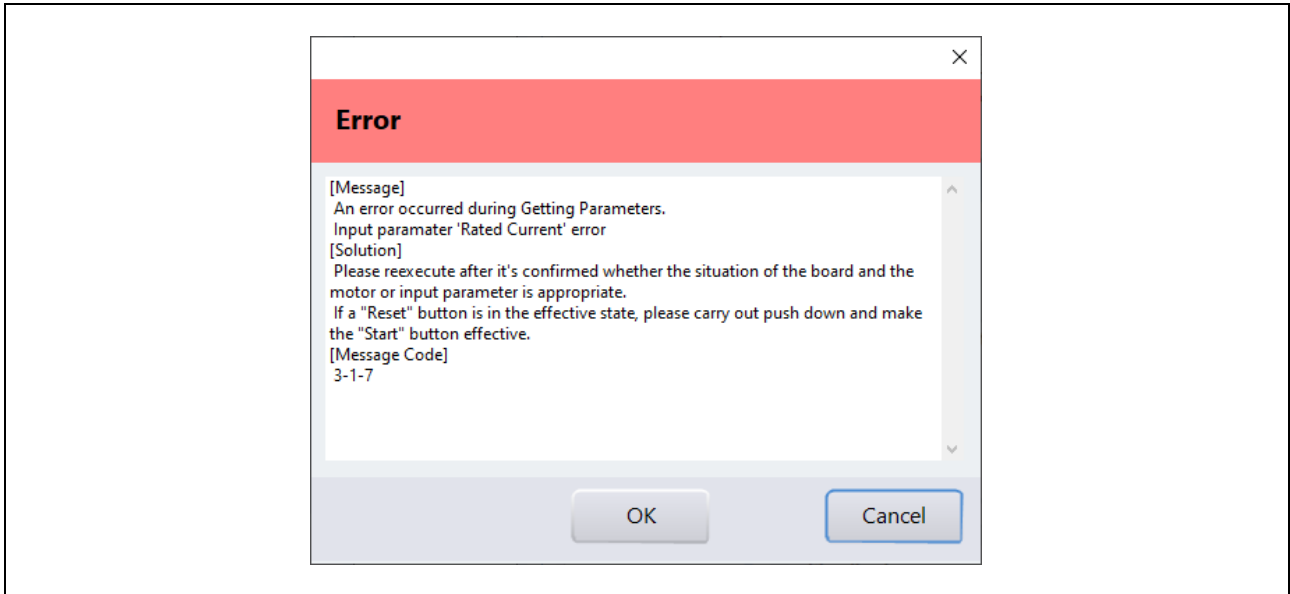 Error
[Message]
An error occurred during Getting Parameters.
Input paramater 'Rated Current' error
[Solution]
Please reexecute after it's confirmed whether the situation of the board and the
motor or input parameter is appropriate.
If a "Reset" button is in the effective state, please carry out push down and make
the "Start" button effective.
[Message Code]
3-1-7
OK
Cancel